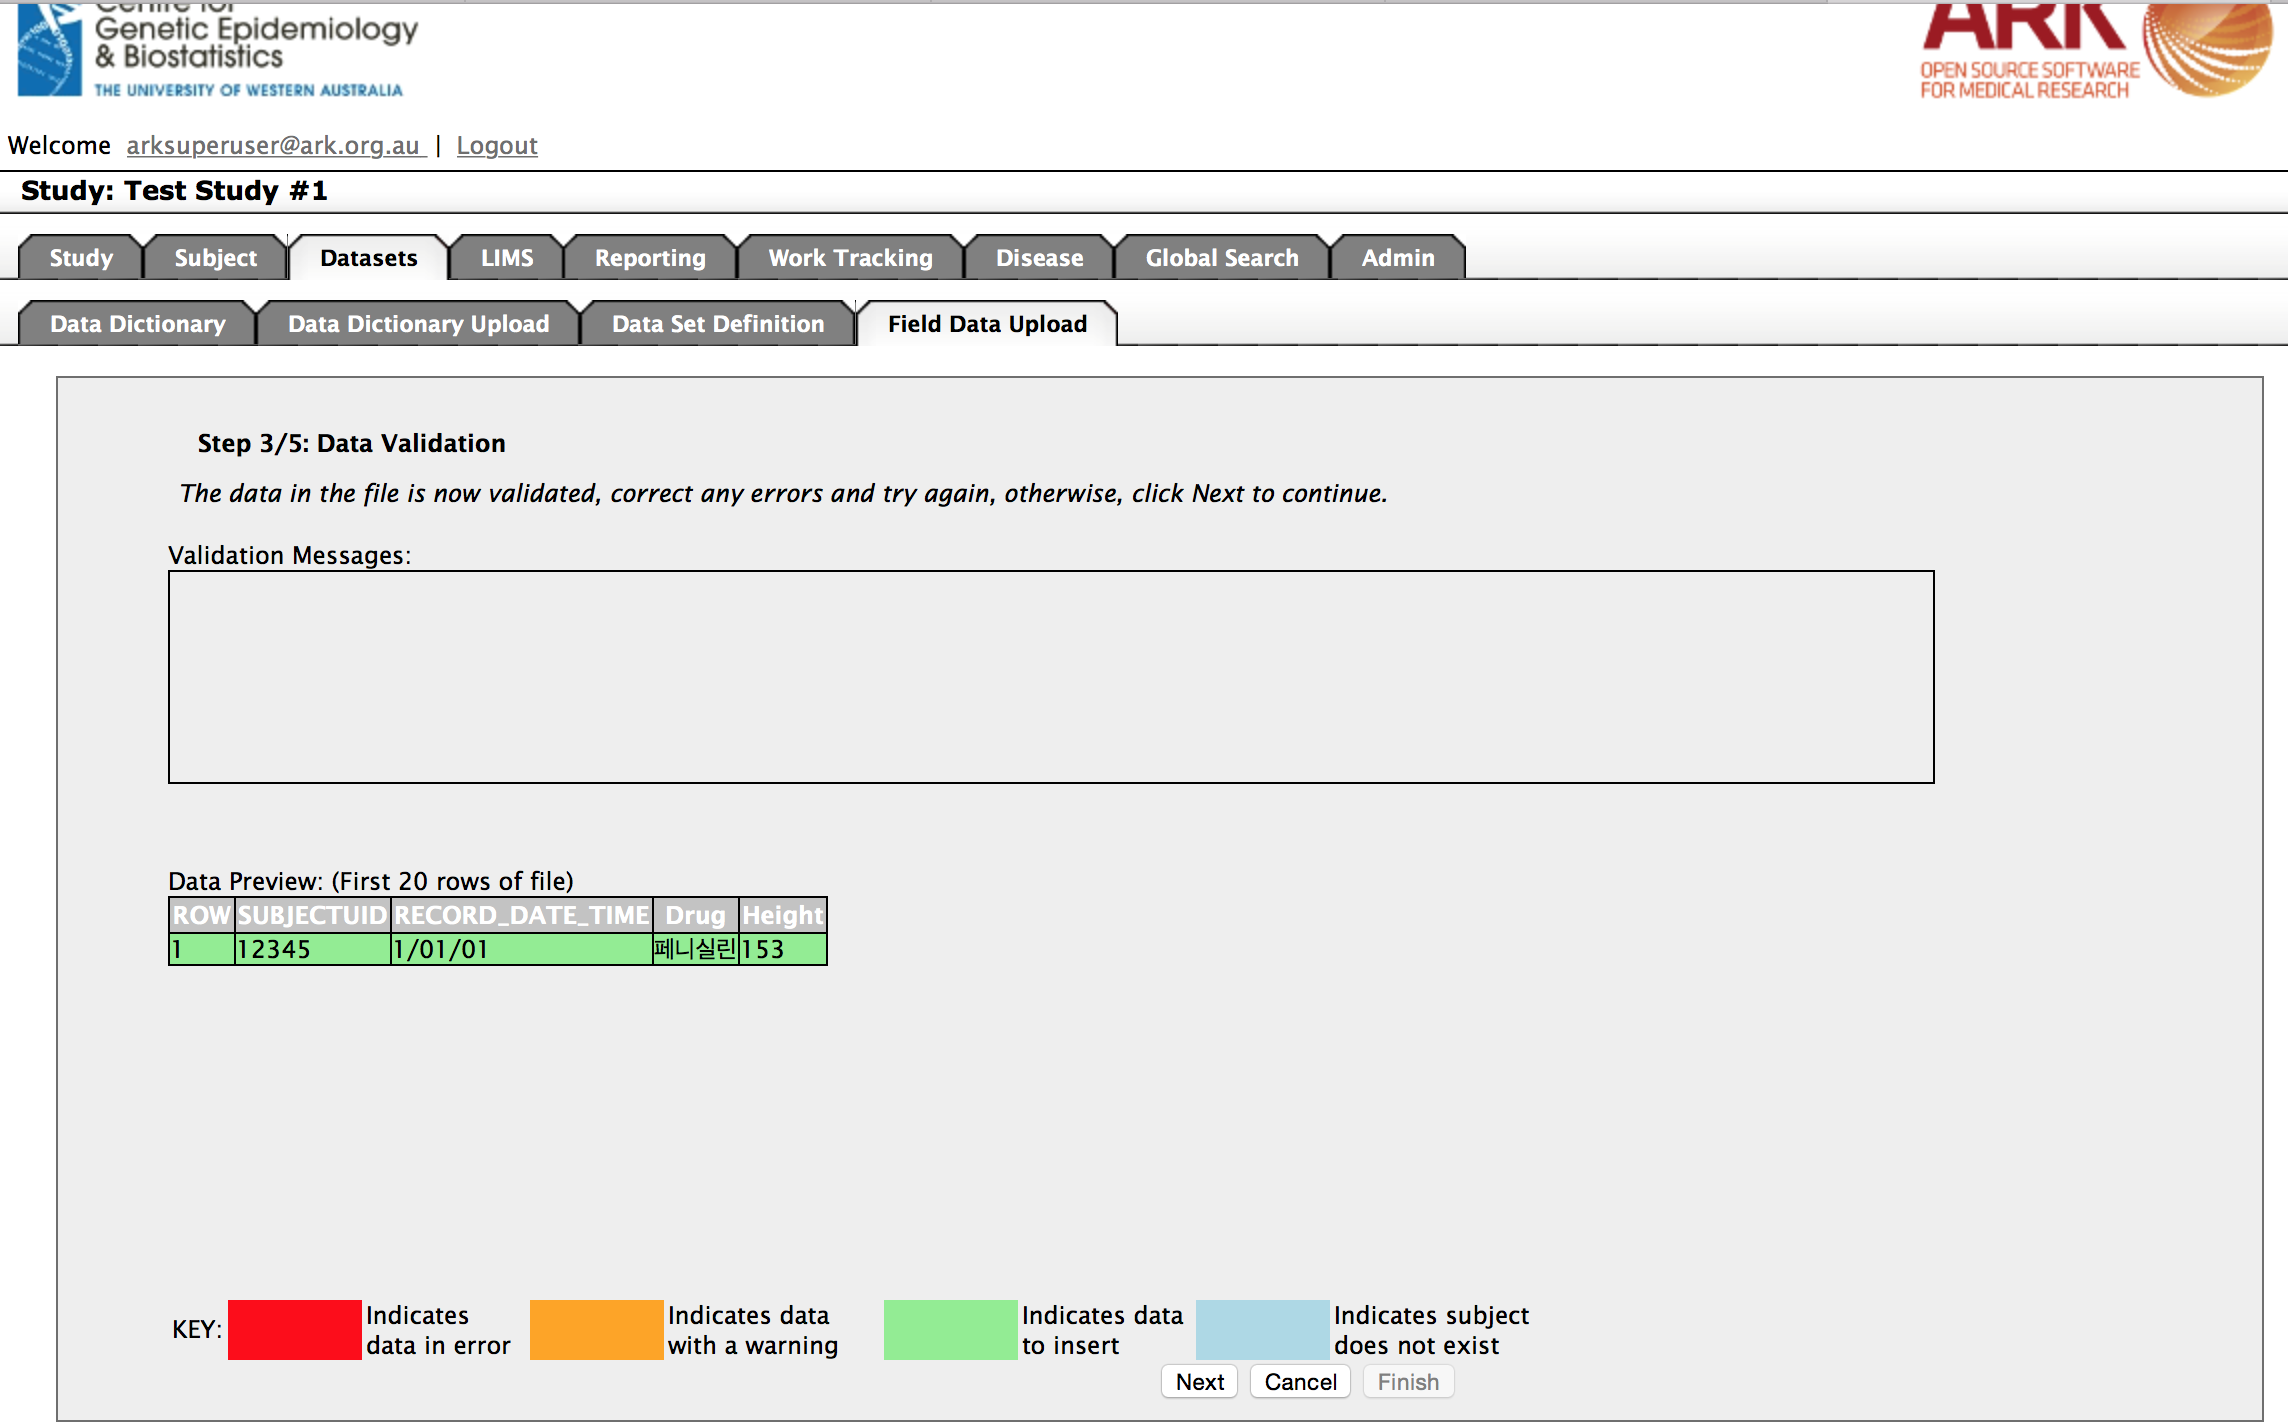 Centre for
Genetic Epidemiology
& Biostatistics
THE UNIVERSITY OF WESTERN AUSTRALIA
ARK
OPEN SOURCE SOFTWARE
FOR MEDICAL RESEARCH
Welcome arksuperuser@ark.org.au | Logout
Study: Test Study #1
Study Subject Datasets LIMS Reporting Work Tracking Disease Global Search Admin
Data Dictionary Data Dictionary Upload Data Set Definition Field Data Upload
Step 3/5: Data Validation
The data in the file is now validated, correct any errors and try again, otherwise, click Next to continue.
Validation Messages:
Data Preview: (First 20 rows of file)
ROW SUBJECTUID RECORD_DATE_TIME Drug Height
1 12345 1/01/01 페니실린 153
KEY: Indicates data in error Indicates data with a warning Indicates data to insert Indicates subject does not exist
Next Cancel Finish